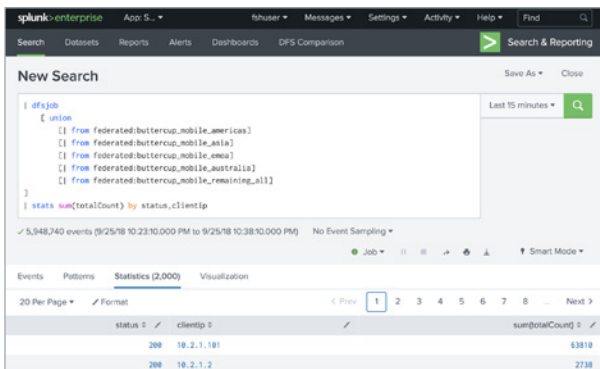 splunk>enterprise App: S... ▾ fshuser ▾ Messages ▾ Settings ▾ Activity ▾ Help ▾ Find
Search Datasets Reports Alerts Dashboards DFS Comparison > Search & Reporting
New Search Save As ▾ Close
| dfsjob Last 15 minutes ▾
[ union
[| from federated:buttercup_mobile_americas]
[| from federated:buttercup_mobile_asia]
[| from federated:buttercup_mobile_emea]
[| from federated:buttercup_mobile_australia]
[| from federated:buttercup_mobile_remaining_all]
]
| stats sum(totalCount) by status,clientip
✓ 5,948,740 events (9/25/18 10:23:10.000 PM to 9/25/18 10:38:10.000 PM) No Event Sampling ▾
Job ▾ Smart Mode ▾
Events Patterns Statistics (2,000) Visualization
20 Per Page ▾ Format < Prev 1 2 3 4 5 6 7 8 ... Next >
status clientip sum(totalCount)
200 10.2.1.101 63810
200 10.2.1.2 2738